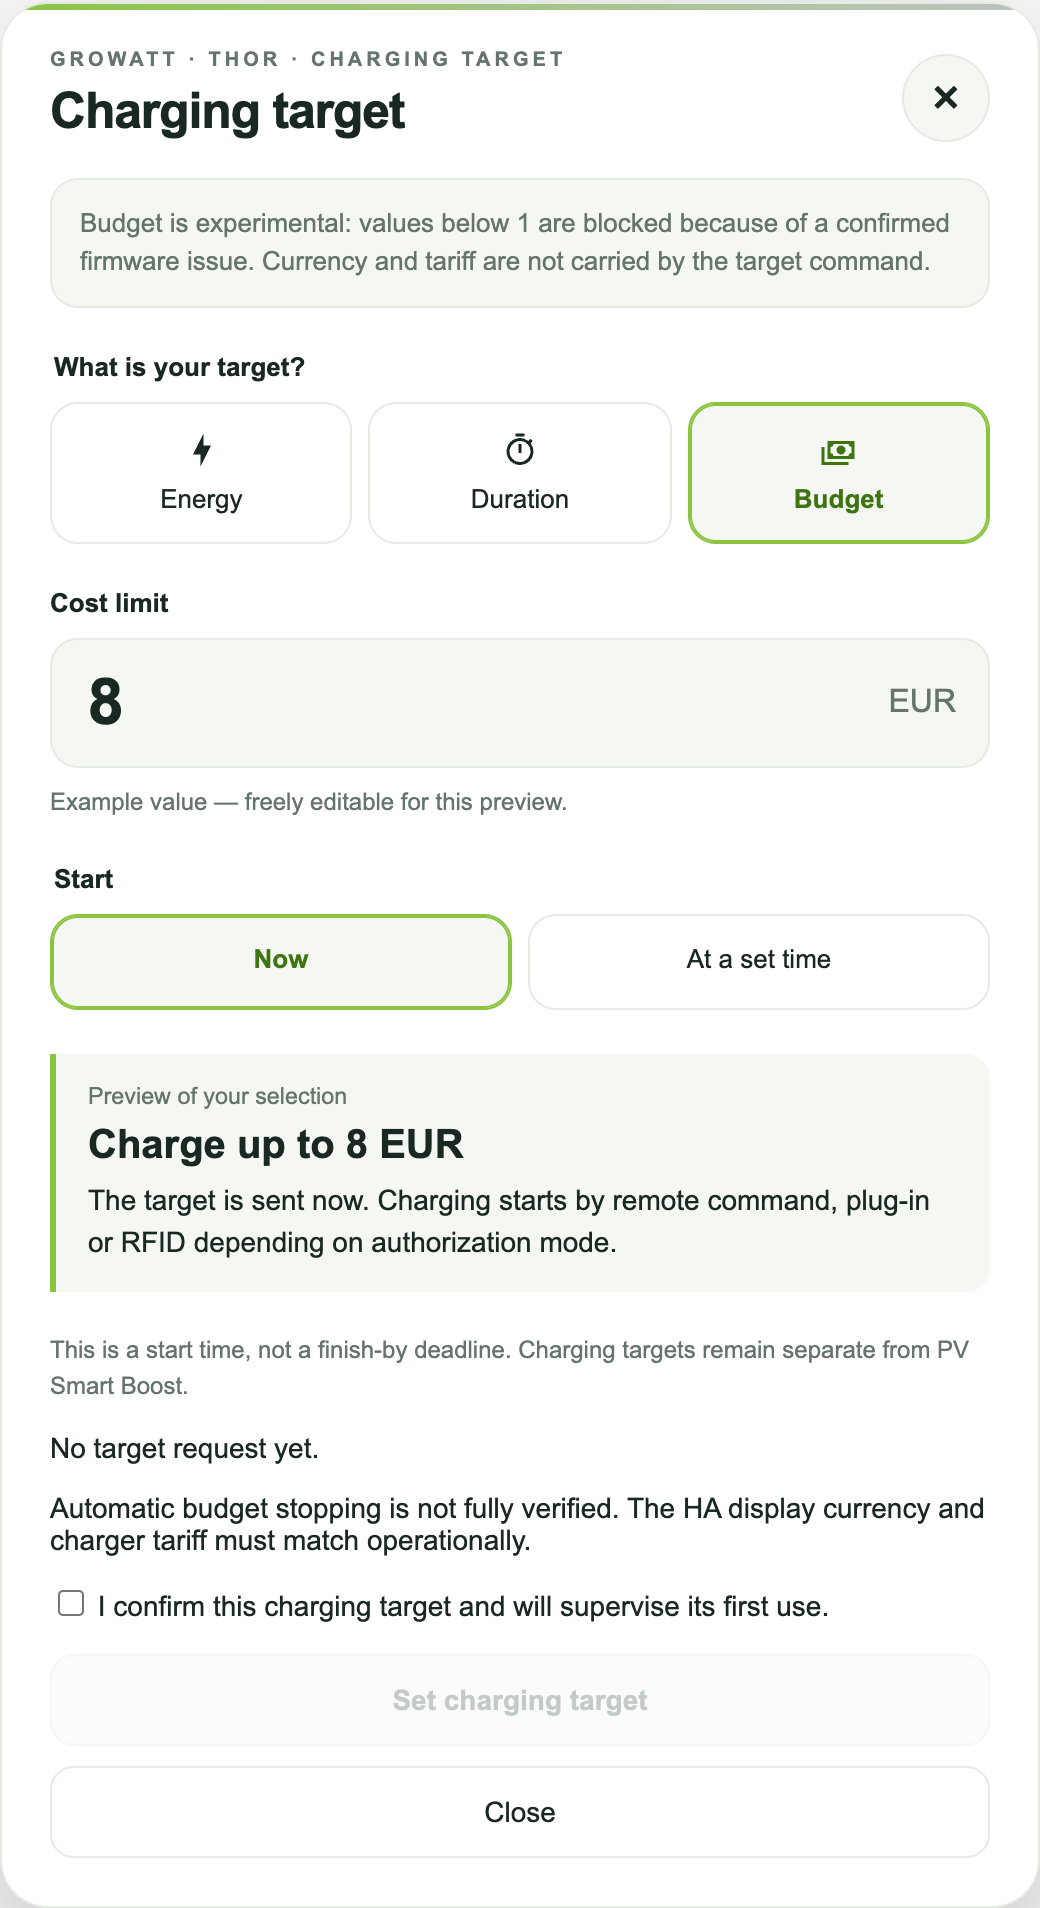 GROWATT · THOR · CHARGING TARGET
Charging target
Budget is experimental: values below 1 are blocked because of a confirmed
firmware issue. Currency and tariff are not carried by the target command.
What is your target?
Energy
Duration
Budget
Cost limit
8
EUR
Example value — freely editable for this preview.
Start
Now
At a set time
Preview of your selection
Charge up to 8 EUR
The target is sent now. Charging starts by remote command, plug-in
or RFID depending on authorization mode.
This is a start time, not a finish-by deadline. Charging targets remain separate from PV
Smart Boost.
No target request yet.
Automatic budget stopping is not fully verified. The HA display currency and
charger tariff must match operationally.
I confirm this charging target and will supervise its first use.
Set charging target
Close